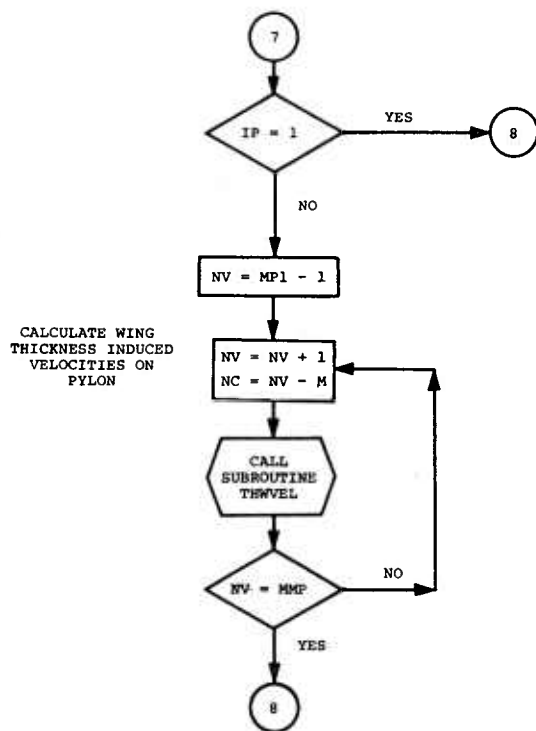 7
IP = 1
YES
8
NO
NV = MP1 - 1
CALCULATE WING
THICKNESS INDUCED
VELOCITIES ON
PYLON
NV = NV + 1
NC = NV - M
CALL
SUBROUTINE
THWVEL
NV = MMP
NO
YES
8